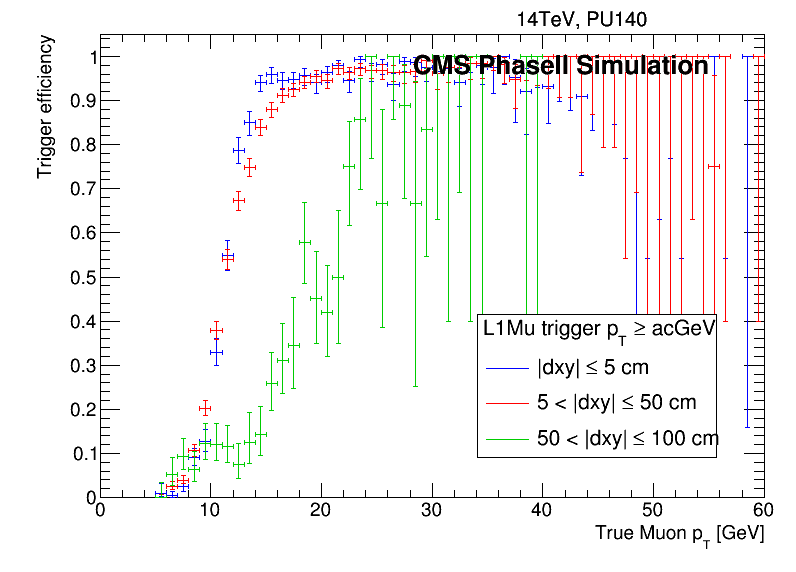 14TeV, PU140
CMS PhaseII Simulation
Trigger efficiency
1
0.9
0.8
0.7
0.6
0.5
0.4
0.3
0.2
0.1
0
L1Mu trigger p_T ≥ acGeV
|dxy| ≤ 5 cm
5 < |dxy| ≤ 50 cm
50 < |dxy| ≤ 100 cm
0 10 20 30 40 50 60
True Muon p_T [GeV]